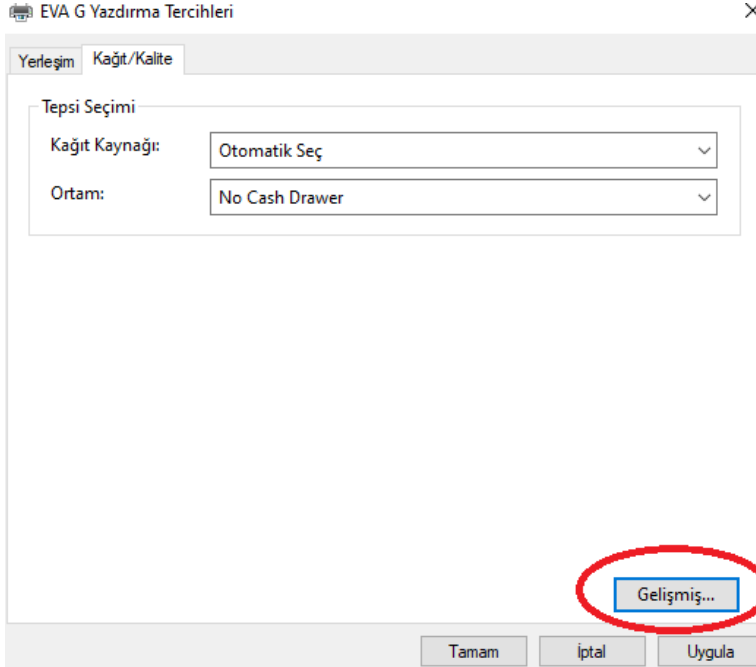 EVA G Yazdırma Tercihleri
Yerleşim Kağıt/Kalite
Tepsi Seçimi
Kağıt Kaynağı: Otomatik Seç
Ortam: No Cash Drawer
Gelişmiş...
Tamam İptal Uygula